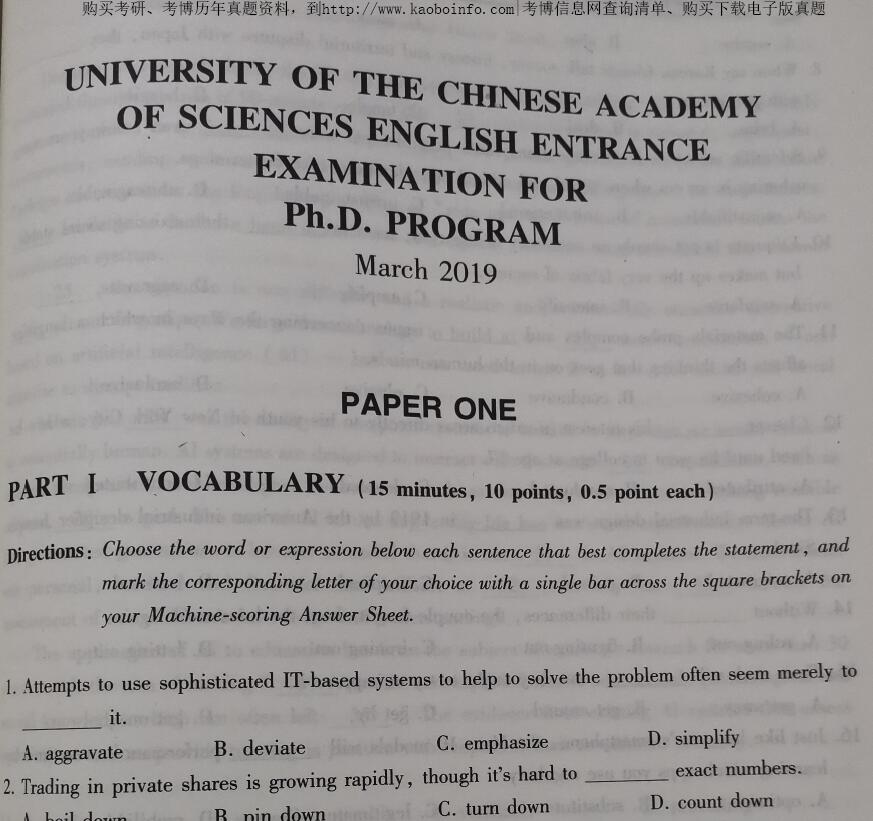 购买考研、考博历年真题资料，到http://www.kaoboinfo.com|考博信息网查询清单、购买下载电子版真题
UNIVERSITY OF THE CHINESE ACADEMY
OF SCIENCES ENGLISH ENTRANCE
EXAMINATION FOR
Ph.D. PROGRAM
March 2019
PAPER ONE
PART Ⅰ VOCABULARY (15 minutes, 10 points, 0.5 point each)
Directions: Choose the word or expression below each sentence that best completes the statement, and
mark the corresponding letter of your choice with a single bar across the square brackets on
your Machine-scoring Answer Sheet.
1. Attempts to use sophisticated IT-based systems to help to solve the problem often seem merely to
________ it.
A. aggravate B. deviate C. emphasize D. simplify
2. Trading in private shares is growing rapidly, though it's hard to ________ exact numbers.
A. boil down B. pin down C. turn down D. count down